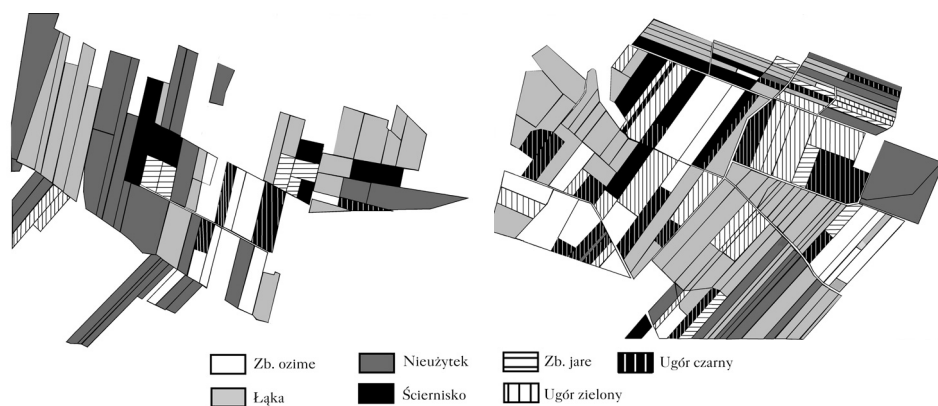 Zb. ozime Nieużytek Zb. jare Ugór czarny
Łąka Ściernisko Ugór zielony